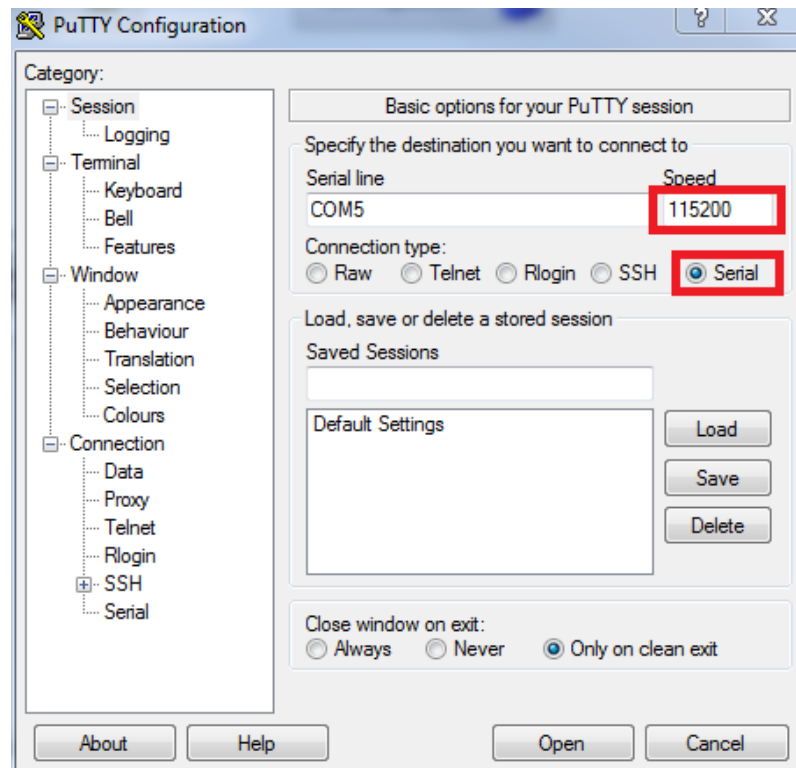 PuTTY Configuration
?
Category:
Session
Logging
Terminal
Keyboard
Bell
Features
Window
Appearance
Behaviour
Translation
Selection
Colours
Connection
Data
Proxy
Telnet
Rlogin
SSH
Serial
Basic options for your PuTTY session
Specify the destination you want to connect to
Serial line Speed
COM5 115200
Connection type:
Raw Telnet Rlogin SSH Serial
Load, save or delete a stored session
Saved Sessions
Default Settings
Load
Save
Delete
Close window on exit:
Always Never Only on clean exit
About Help Open Cancel